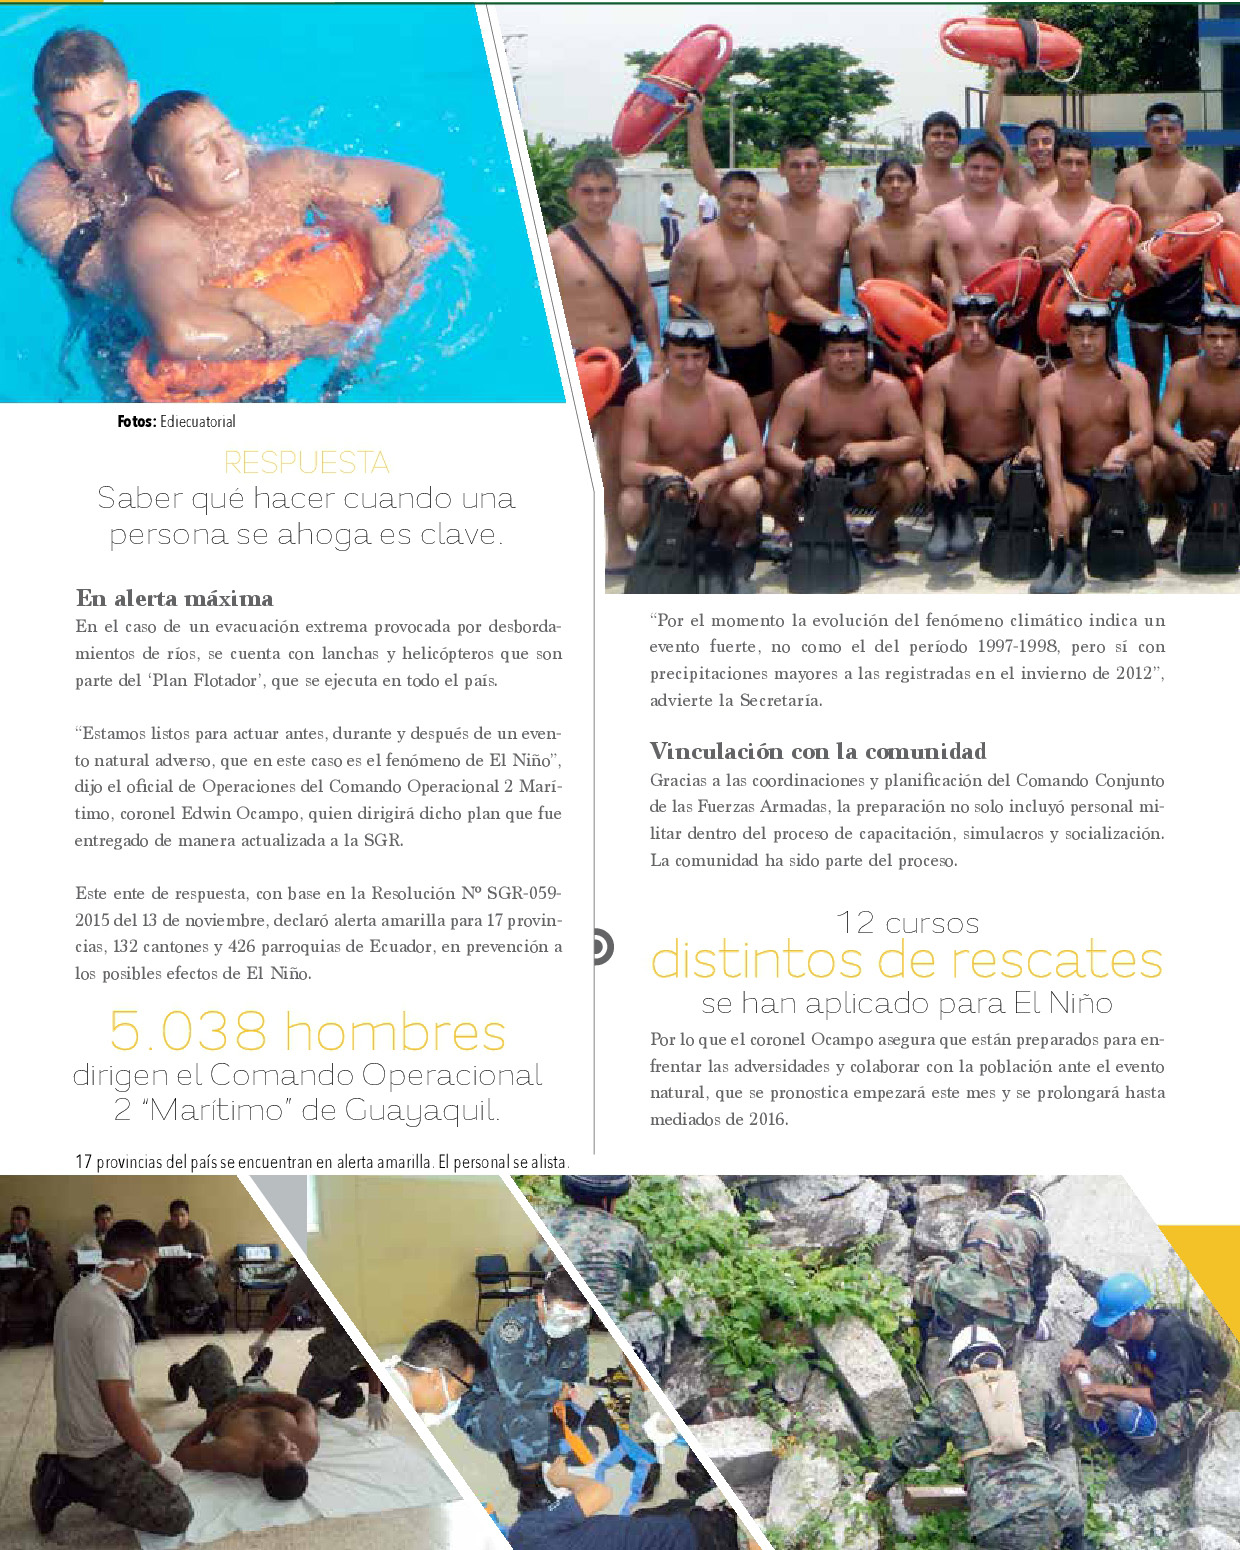 Fotos: Ediecuatorial
RESPUESTA
Saber qué hacer cuando una
persona se ahoga es clave.
En alerta máxima
En el caso de un evacuación extrema provocada por desborda-
mientos de ríos, se cuenta con lanchas y helicópteros que son
parte del ‘Plan Flotador’, que se ejecuta en todo el país.
“Estamos listos para actuar antes, durante y después de un even-
to natural adverso, que en este caso es el fenómeno de El Niño”,
dijo el oficial de Operaciones del Comando Operacional 2 Marí-
timo, coronel Edwin Ocampo, quien dirigirá dicho plan que fue
entregado de manera actualizada a la SGR.
Este ente de respuesta, con base en la Resolución Nº SGR-059-
2015 del 13 de noviembre, declaró alerta amarilla para 17 provin-
cias, 132 cantones y 426 parroquias de Ecuador, en prevención a
los posibles efectos de El Niño.
5.038 hombres
dirigen el Comando Operacional
2 “Marítimo” de Guayaquil.
17 provincias del país se encuentran en alerta amarilla. El personal se alista.
“Por el momento la evolución del fenómeno climático indica un
evento fuerte, no como el del período 1997-1998, pero sí con
precipitaciones mayores a las registradas en el invierno de 2012”,
advierte la Secretaría.
Vinculación con la comunidad
Gracias a las coordinaciones y planificación del Comando Conjunto
de las Fuerzas Armadas, la preparación no solo incluyó personal mi-
litar dentro del proceso de capacitación, simulacros y socialización.
La comunidad ha sido parte del proceso.
12 cursos
distintos de rescates
se han aplicado para El Niño
Por lo que el coronel Ocampo asegura que están preparados para en-
frentar las adversidades y colaborar con la población ante el evento
natural, que se pronostica empezará este mes y se prolongará hasta
mediados de 2016.